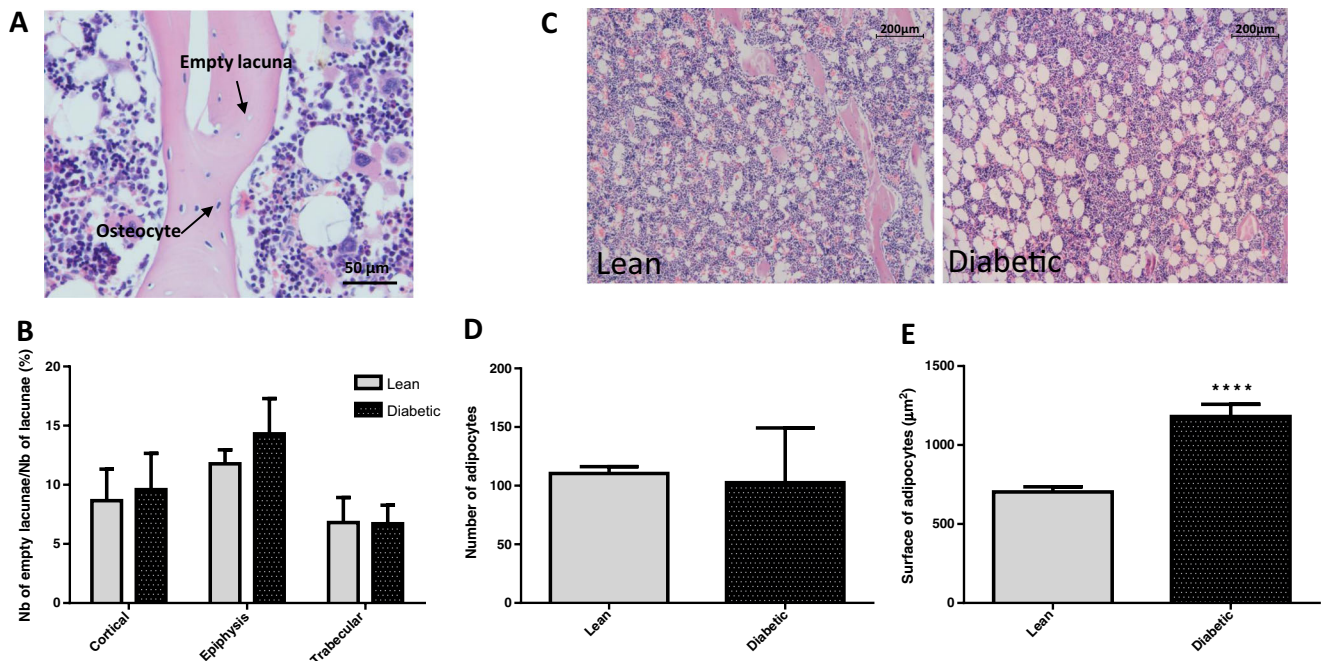 A
Empty lacuna
Osteocyte
50 µm
C
200µm
Lean
200µm
Diabetic
B
Nb of empty lacunae/Nb of lacunae (%)
20
15
10
5
0
Lean
Diabetic
Cortical
Epiphysis
Trabecular
D
Number of adipocytes
200
150
100
50
0
Lean
Diabetic
E
Surface of adipocytes (µm²)
1500
1000
500
0
****
Lean
Diabetic